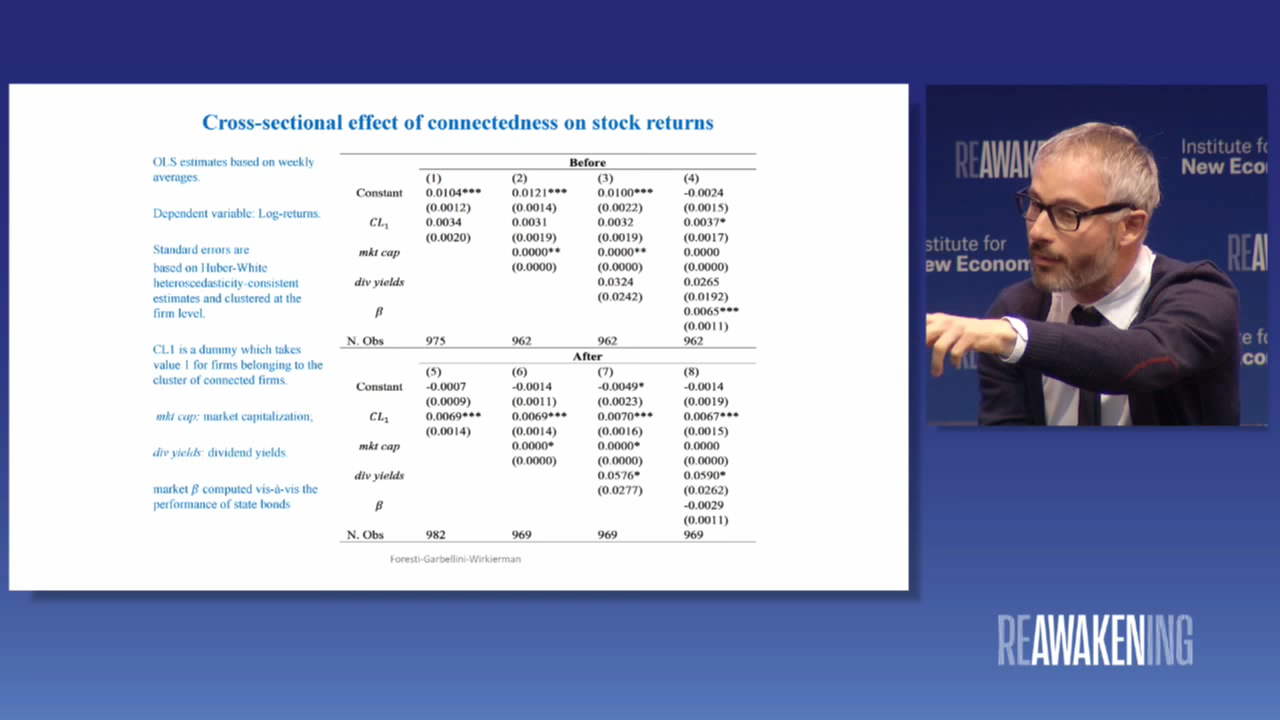 Cross-sectional effect of connectedness on stock returns
OLS estimates based on weekly
averages.
Dependent variable: Log-returns.
Standard errors are
based on Huber-White
heteroscedasticity-consistent
estimates and clustered at the
firm level.
CL1 is a dummy which takes
value 1 for firms belonging to the
cluster of connected firms.
mkt cap: market capitalization;
div yields: dividend yields.
market β computed vis-à-vis the
performance of state bonds
Before
(1) (2) (3) (4)
Constant 0.0104*** 0.0121*** 0.0100*** -0.0024
(0.0012) (0.0014) (0.0022) (0.0015)
CL₁ 0.0034 0.0031 0.0032 0.0037*
(0.0020) (0.0019) (0.0019) (0.0017)
mkt cap 0.0000** 0.0000** 0.0000
(0.0000) (0.0000) (0.0000)
div yields 0.0324 0.0265
(0.0242) (0.0192)
β 0.0065***
(0.0011)
N. Obs 975 962 962 962
After
(5) (6) (7) (8)
Constant -0.0007 -0.0014 -0.0049* -0.0014
(0.0009) (0.0011) (0.0023) (0.0019)
CL₁ 0.0069*** 0.0069*** 0.0070*** 0.0067***
(0.0014) (0.0014) (0.0016) (0.0015)
mkt cap 0.0000* 0.0000* 0.0000
(0.0000) (0.0000) (0.0000)
div yields 0.0576* 0.0590*
(0.0277) (0.0262)
β -0.0029
(0.0011)
N. Obs 982 969 969 969
Foresti-Garbellini-Wirkierman
REAWAKEN
Institute fo
New Econ
stitute for
ew Econom
REA
e fo
.co
REAWAKENING